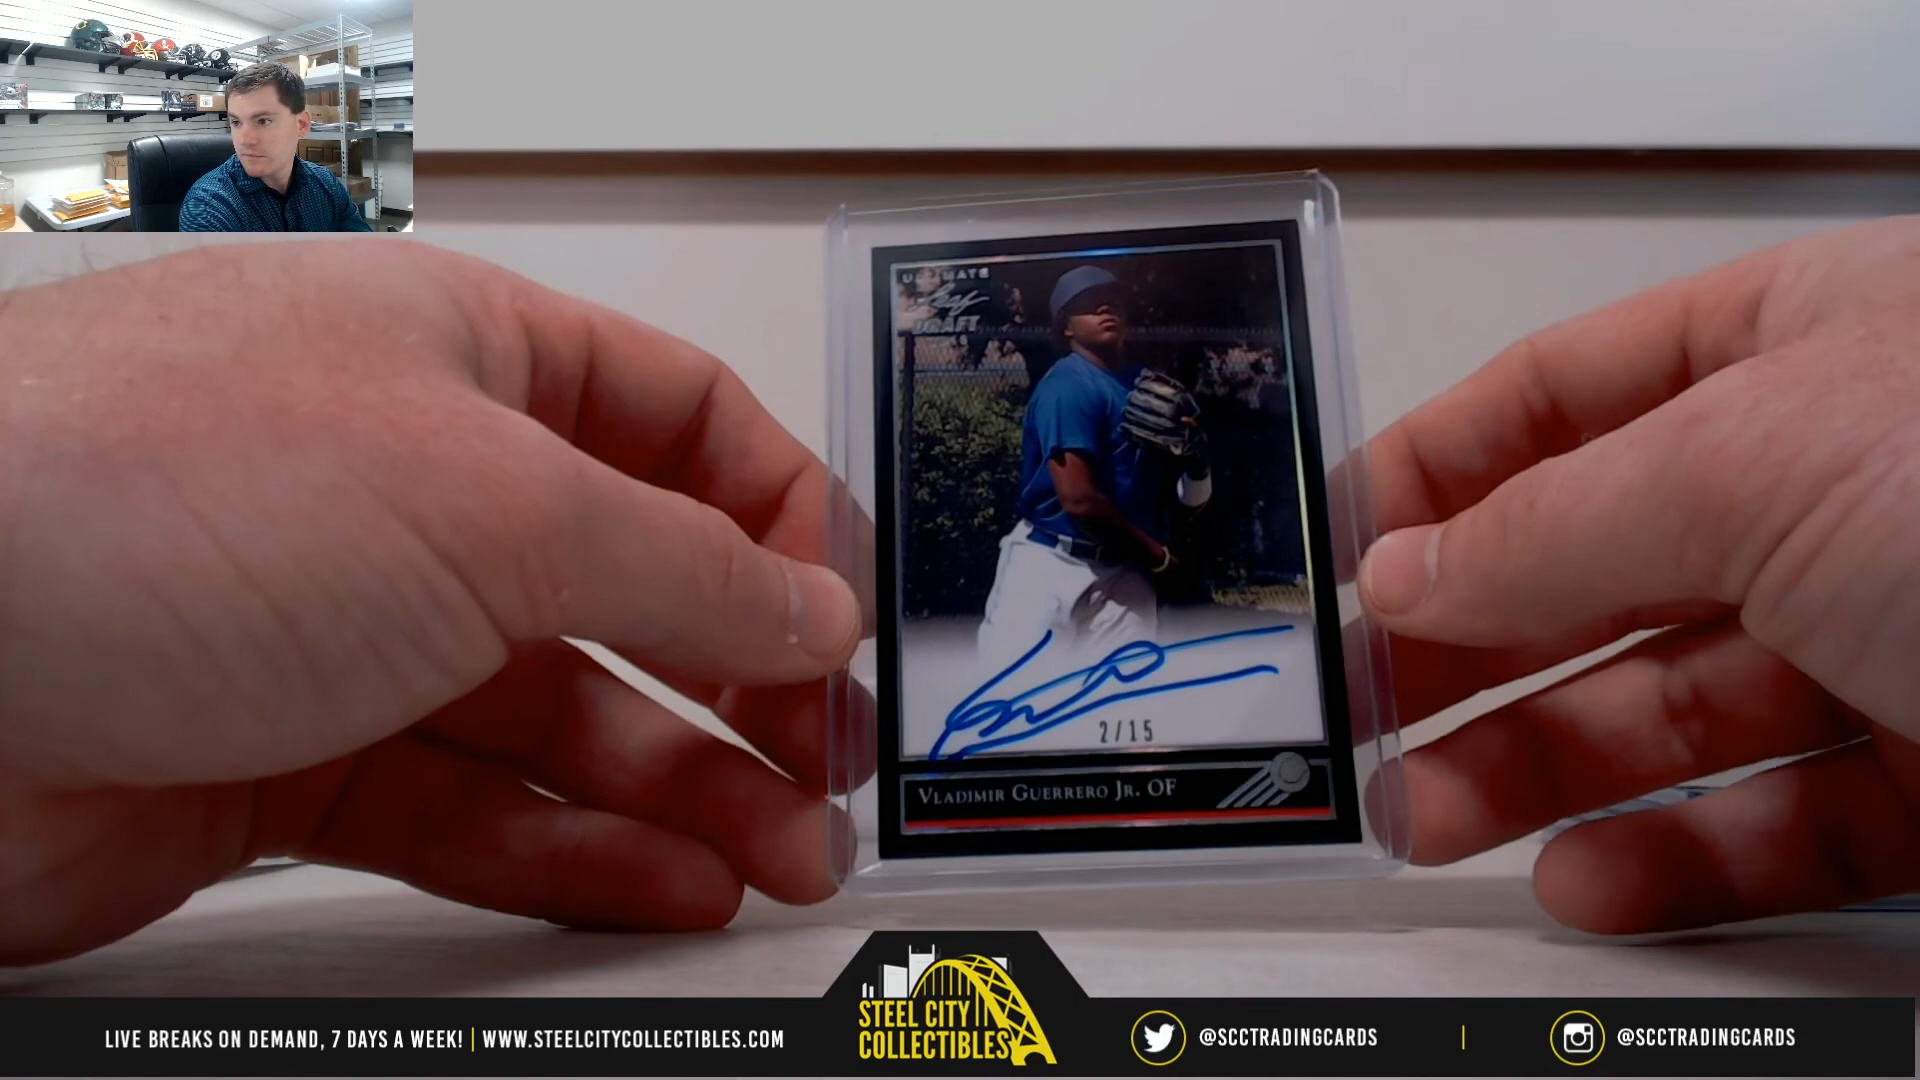 ULTIMATE
Leaf
DRAFT
2/15
VLADIMIR GUERRERO JR. OF
STEEL CITY
COLLECTIBLES
LIVE BREAKS ON DEMAND, 7 DAYS A WEEK! | WWW.STEELCITYCOLLECTIBLES.COM
@SCCTRADINGCARDS | @SCCTRADINGCARDS